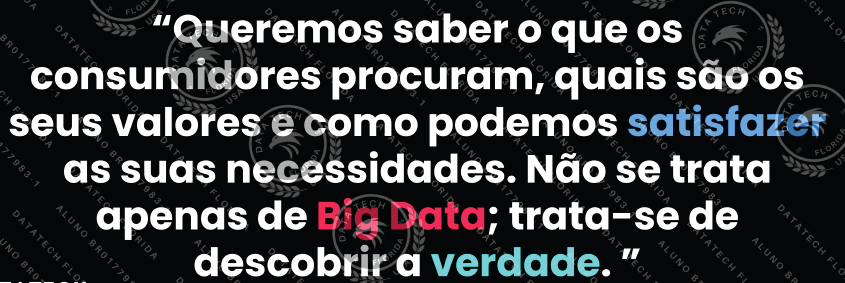 “Queremos saber o que os
consumidores procuram, quais são os
seus valores e como podemos satisfazer
as suas necessidades. Não se trata
apenas de Big Data; trata-se de
descobrir a verdade. ”